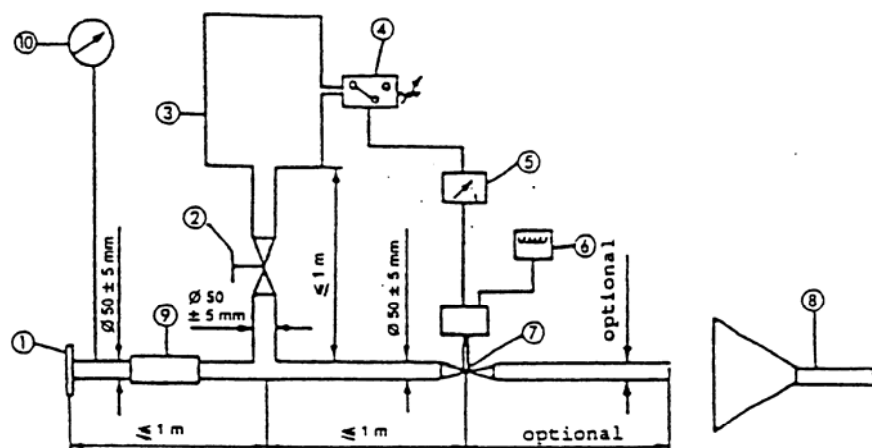 ⑩
④
③
⑤
②
⑥
Ø 50 ± 5 mm
⩽ 1 m
Ø 50 ± 5 mm
optional
Ø 50
± 5 mm
①
⑨
⑦
⑧
⩽ 1 m
⩽ 1 m
optional